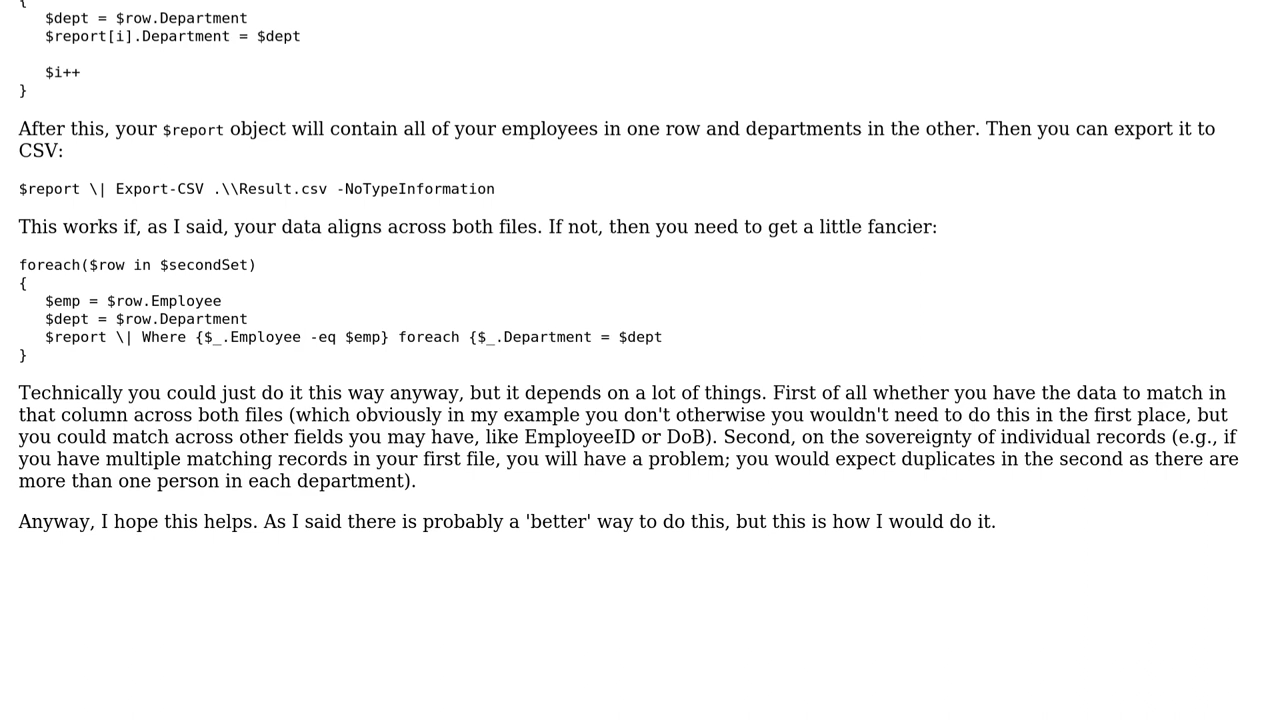 {
$dept = $row.Department
$report[i].Department = $dept
$i++
}
After this, your $report object will contain all of your employees in one row and departments in the other. Then you can export it to
CSV:
$report \| Export-CSV .\\Result.csv -NoTypeInformation
This works if, as I said, your data aligns across both files. If not, then you need to get a little fancier:
foreach($row in $secondSet)
{
$emp = $row.Employee
$dept = $row.Department
$report \| Where {$_.Employee -eq $emp} foreach {$_.Department = $dept
}
Technically you could just do it this way anyway, but it depends on a lot of things. First of all whether you have the data to match in
that column across both files (which obviously in my example you don't otherwise you wouldn't need to do this in the first place, but
you could match across other fields you may have, like EmployeeID or DoB). Second, on the sovereignty of individual records (e.g., if
you have multiple matching records in your first file, you will have a problem; you would expect duplicates in the second as there are
more than one person in each department).
Anyway, I hope this helps. As I said there is probably a 'better' way to do this, but this is how I would do it.